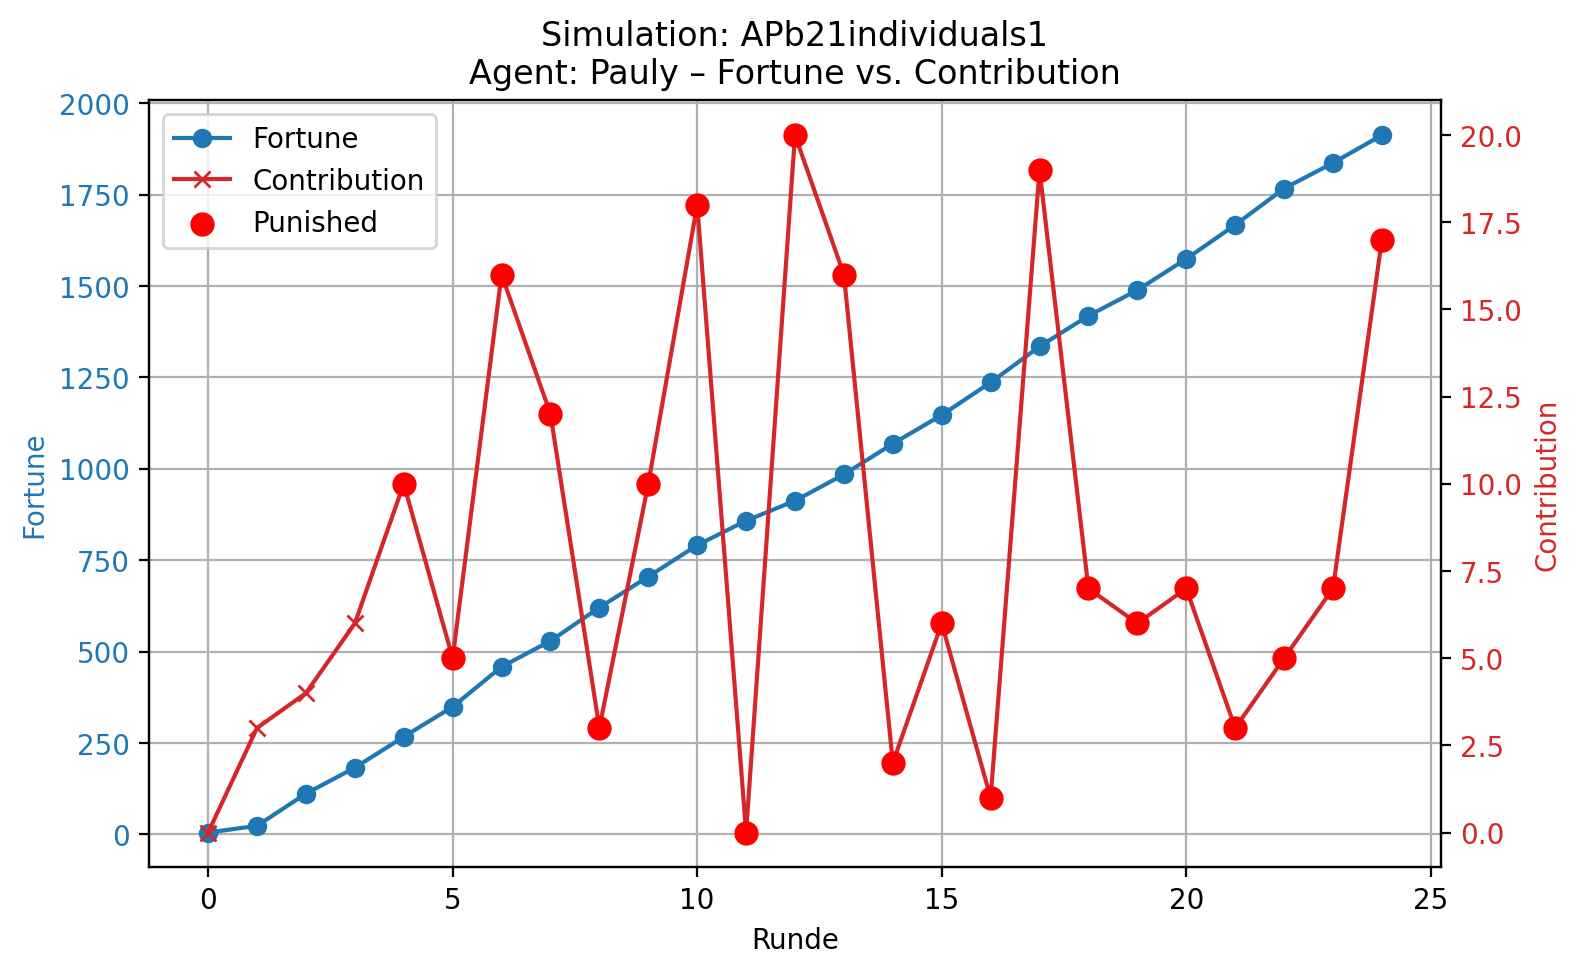 Simulation: APb21individuals1
Agent: Pauly – Fortune vs. Contribution
Fortune
Contribution
Punished
2000
1750
1500
1250
1000
750
500
250
0
Fortune
20.0
17.5
15.0
12.5
10.0
7.5
5.0
2.5
0.0
Contribution
0 5 10 15 20 25
Runde